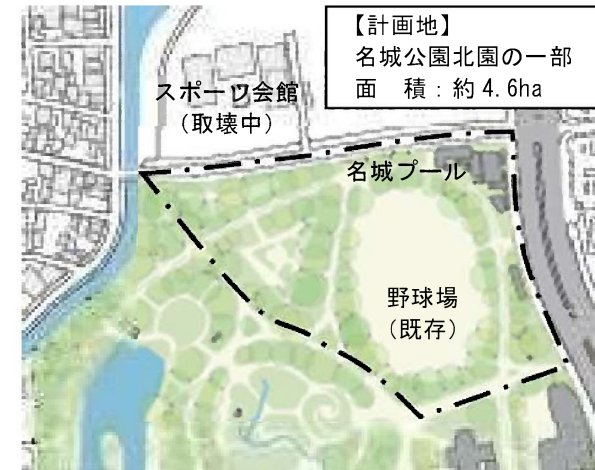 【計画地】
名城公園北園の一部
面　積：約4.6ha
スポーツ会館
（取壊中）
名城プール
野球場
（既存）